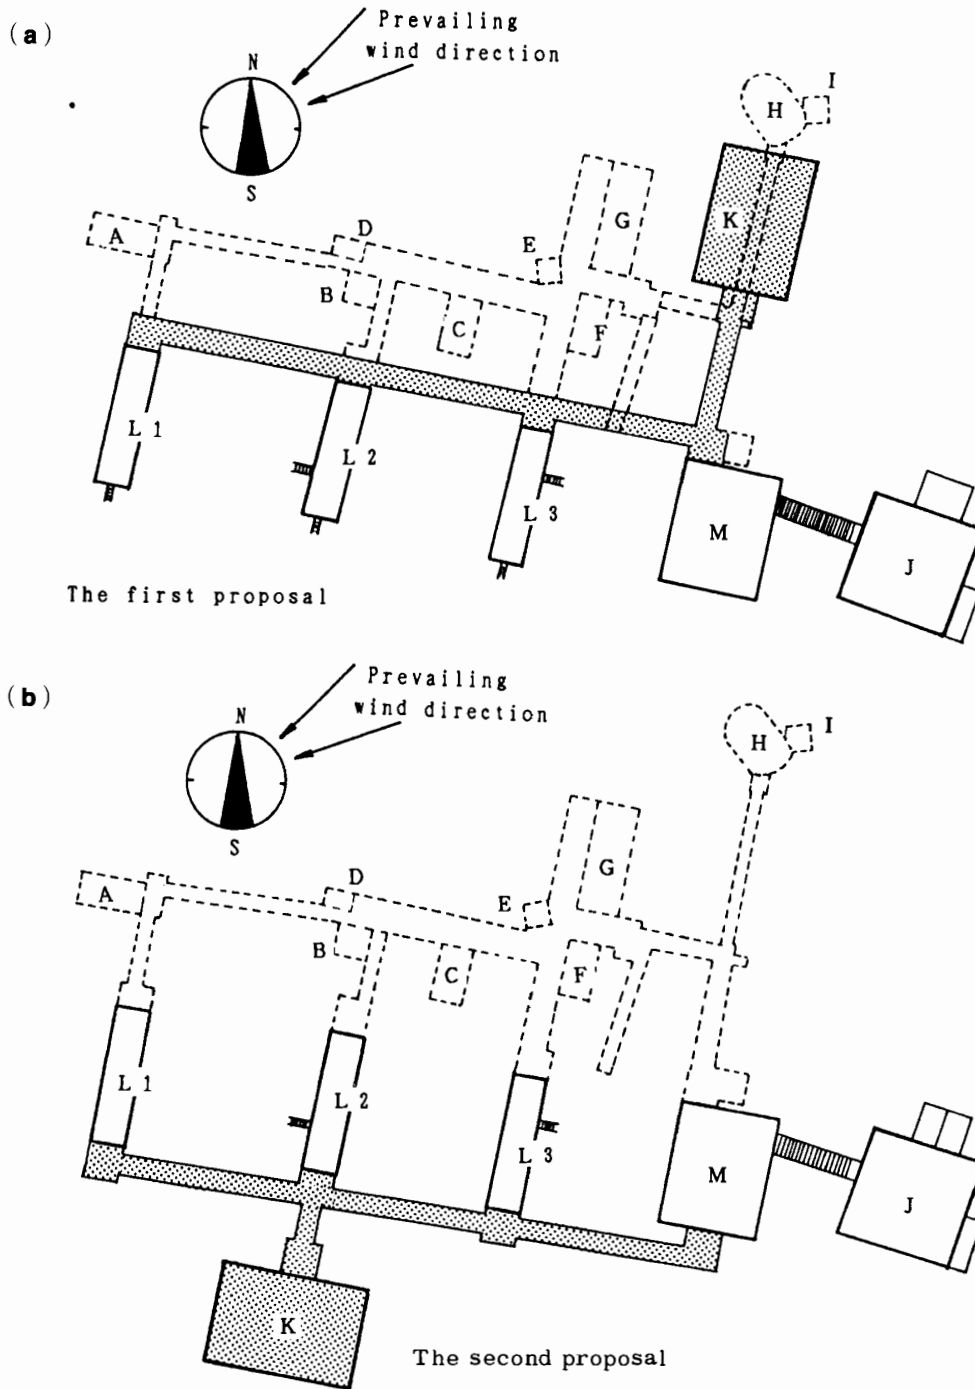 (a)
Prevailing
wind direction
N
S
I
H
A
D
E
G
K
B
C
F
L 1
L 2
L 3
M
J
The first proposal
(b)
Prevailing
wind direction
N
S
I
H
A
D
E
G
B
C
F
L 1
L 2
L 3
M
J
K
The second proposal